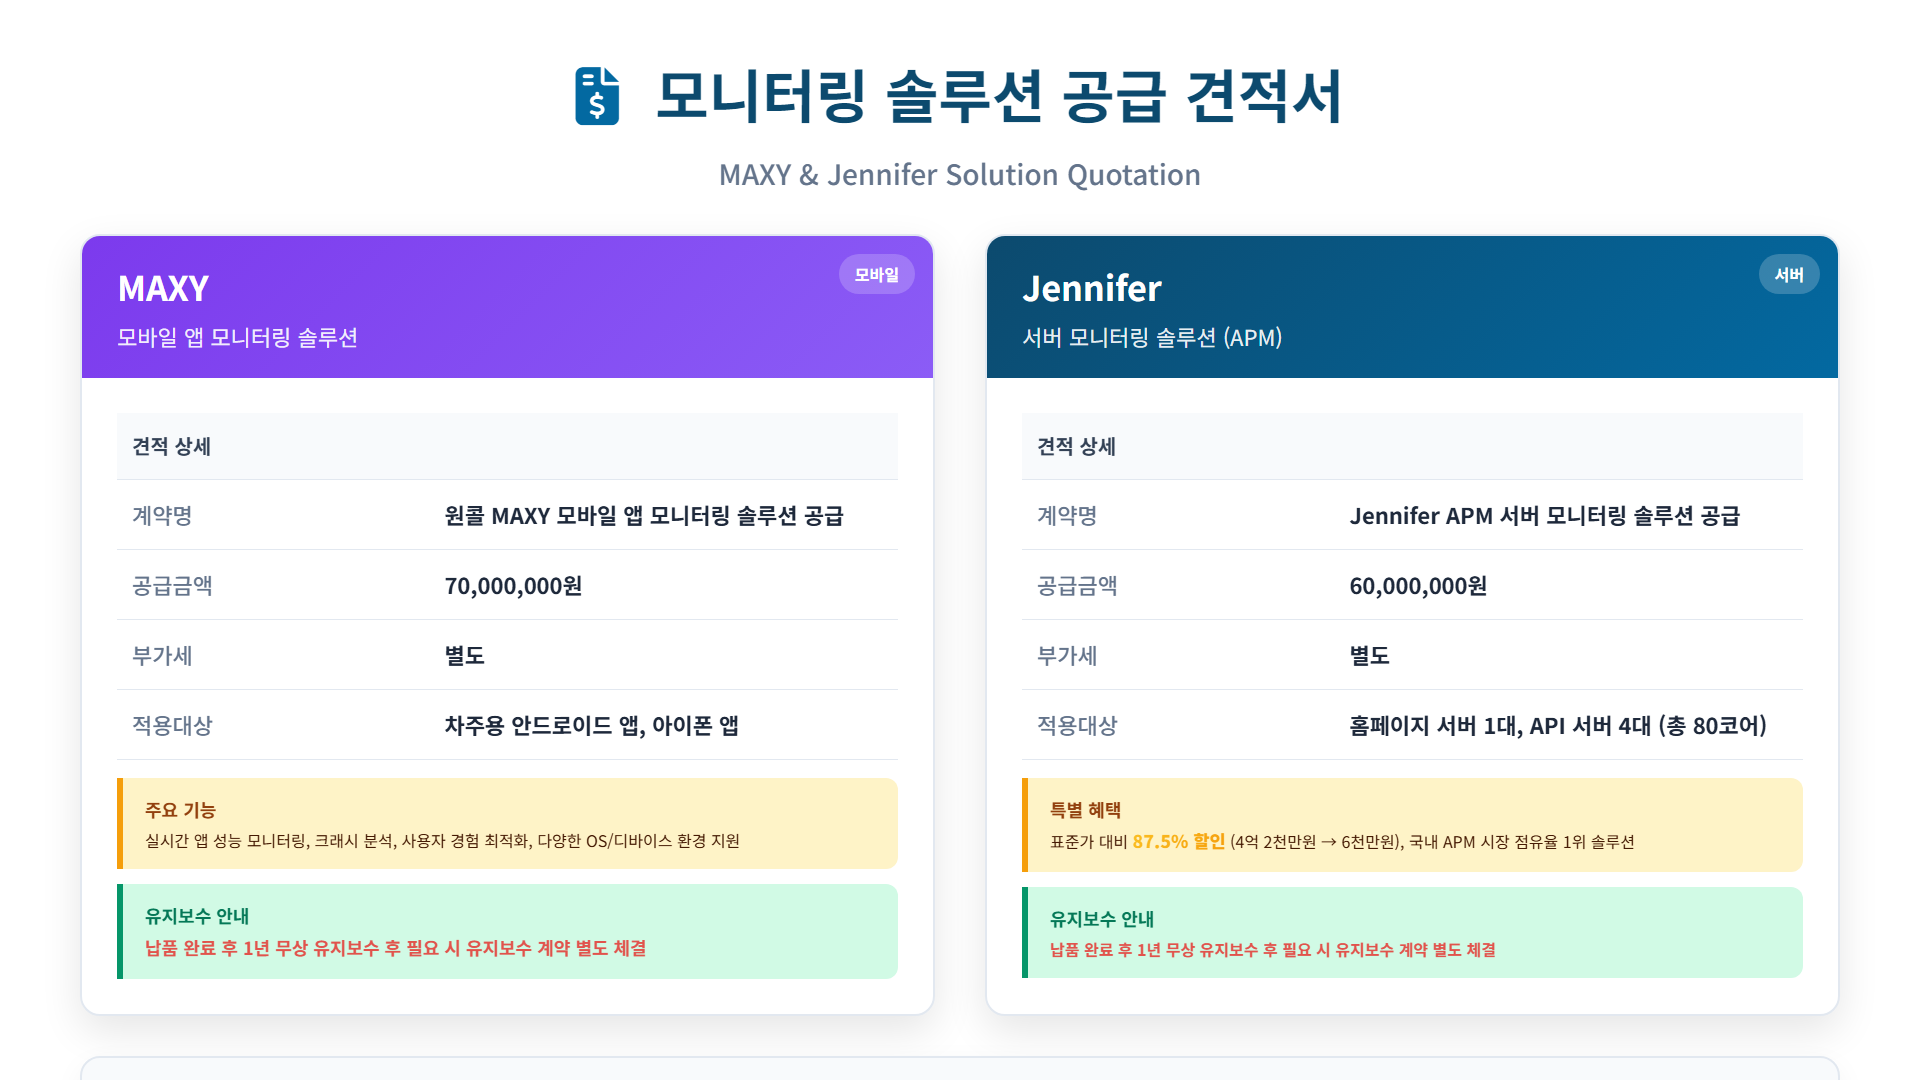 모니터링 솔루션 공급 견적서
MAXY & Jennifer Solution Quotation
MAXY
모바일
모바일 앱 모니터링 솔루션
견적 상세
계약명 원콜 MAXY 모바일 앱 모니터링 솔루션 공급
공급금액 70,000,000원
부가세 별도
적용대상 차주용 안드로이드 앱, 아이폰 앱
주요 기능
실시간 앱 성능 모니터링, 크래시 분석, 사용자 경험 최적화, 다양한 OS/디바이스 환경 지원
유지보수 안내
납품 완료 후 1년 무상 유지보수 후 필요 시 유지보수 계약 별도 체결
Jennifer
서버
서버 모니터링 솔루션 (APM)
견적 상세
계약명 Jennifer APM 서버 모니터링 솔루션 공급
공급금액 60,000,000원
부가세 별도
적용대상 홈페이지 서버 1대, API 서버 4대 (총 80코어)
특별 혜택
표준가 대비 87.5% 할인 (4억 2천만원 → 6천만원), 국내 APM 시장 점유율 1위 솔루션
유지보수 안내
납품 완료 후 1년 무상 유지보수 후 필요 시 유지보수 계약 별도 체결